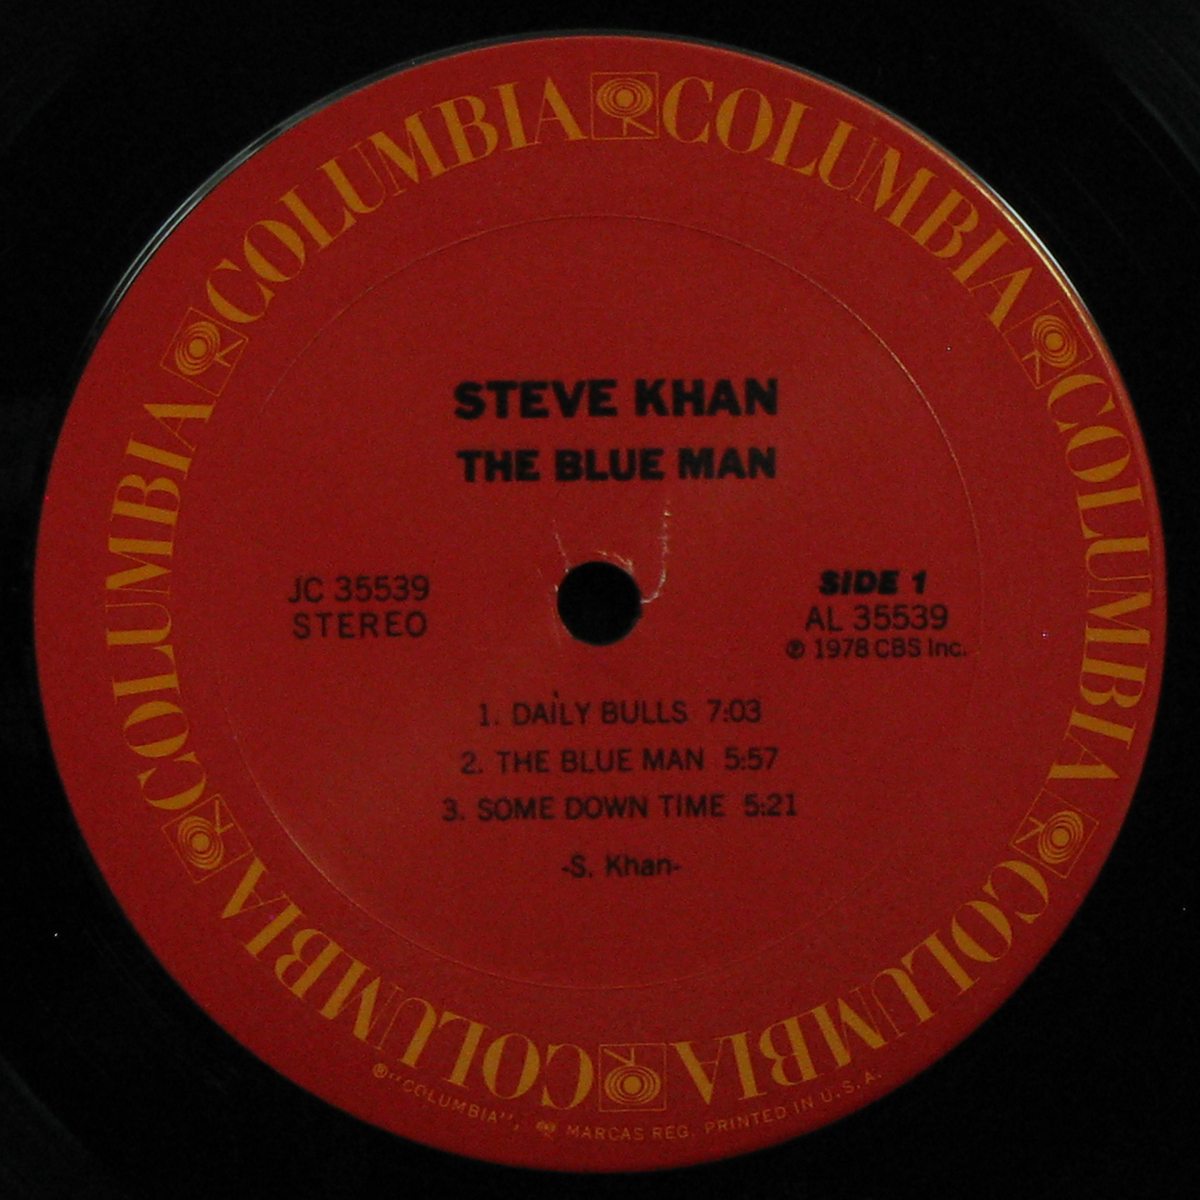 COLUMBIA COLUMBIA COLUMBIA COLUMBIA COLUMBIA COLUMBIA
STEVE KHAN
THE BLUE MAN
JC 35539
STEREO
SIDE 1
AL 35539
℗ 1978 CBS Inc.
1. DAILY BULLS 7:03
2. THE BLUE MAN 5:57
3. SOME DOWN TIME 5:21
-S. Khan-
®"COLUMBIA", MARCAS REG. PRINTED IN U.S.A.